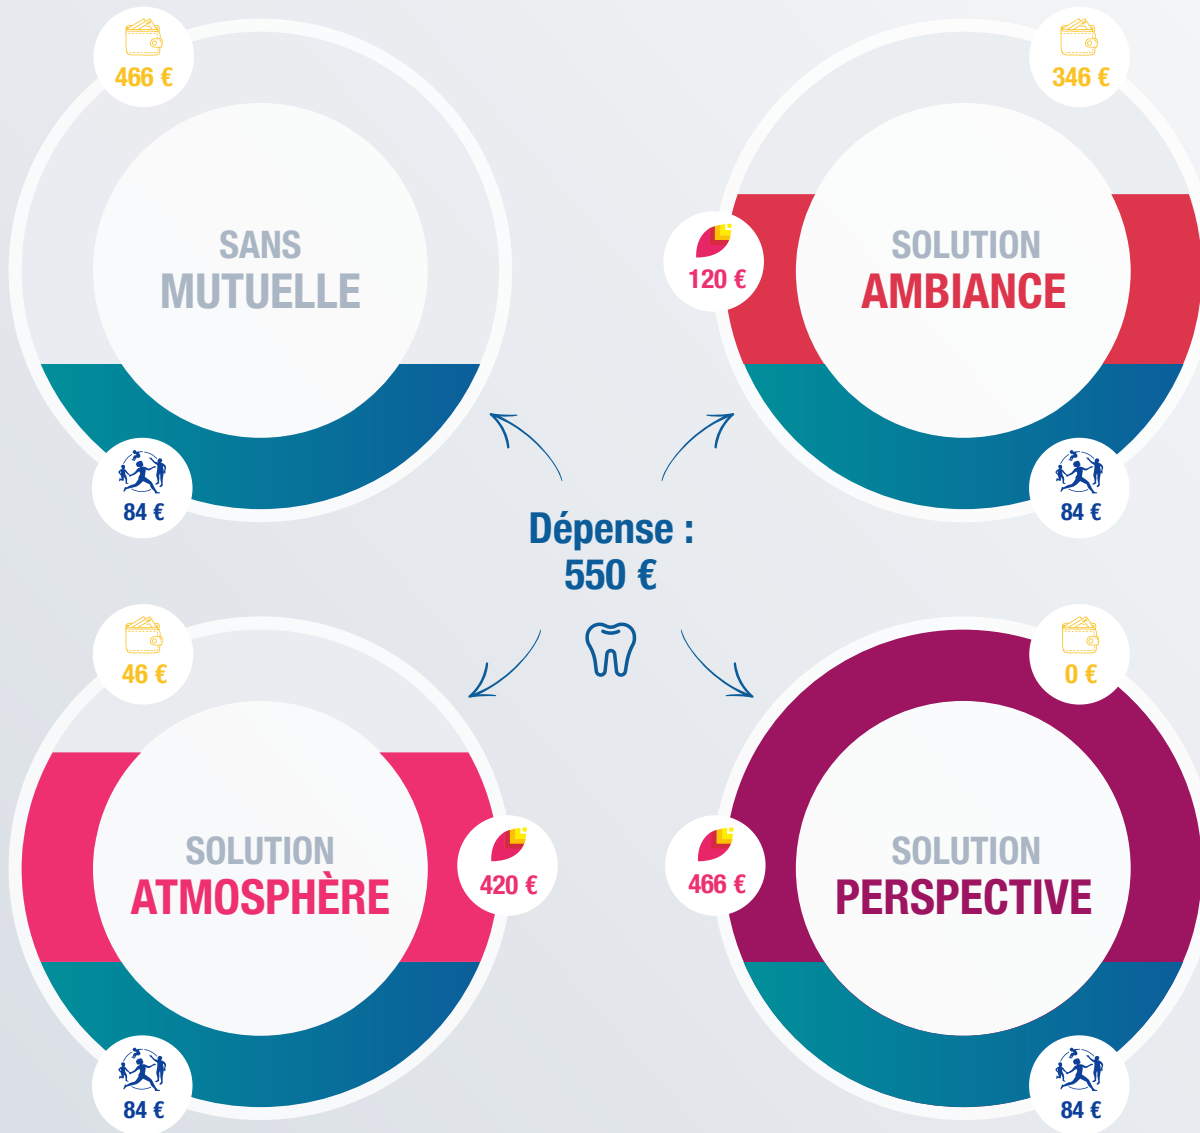 466 €
SANS
MUTUELLE
84 €
346 €
120 €
SOLUTION
AMBIANCE
84 €
Dépense :
550 €
46 €
SOLUTION
ATMOSPHÈRE
420 €
84 €
0 €
466 €
SOLUTION
PERSPECTIVE
84 €